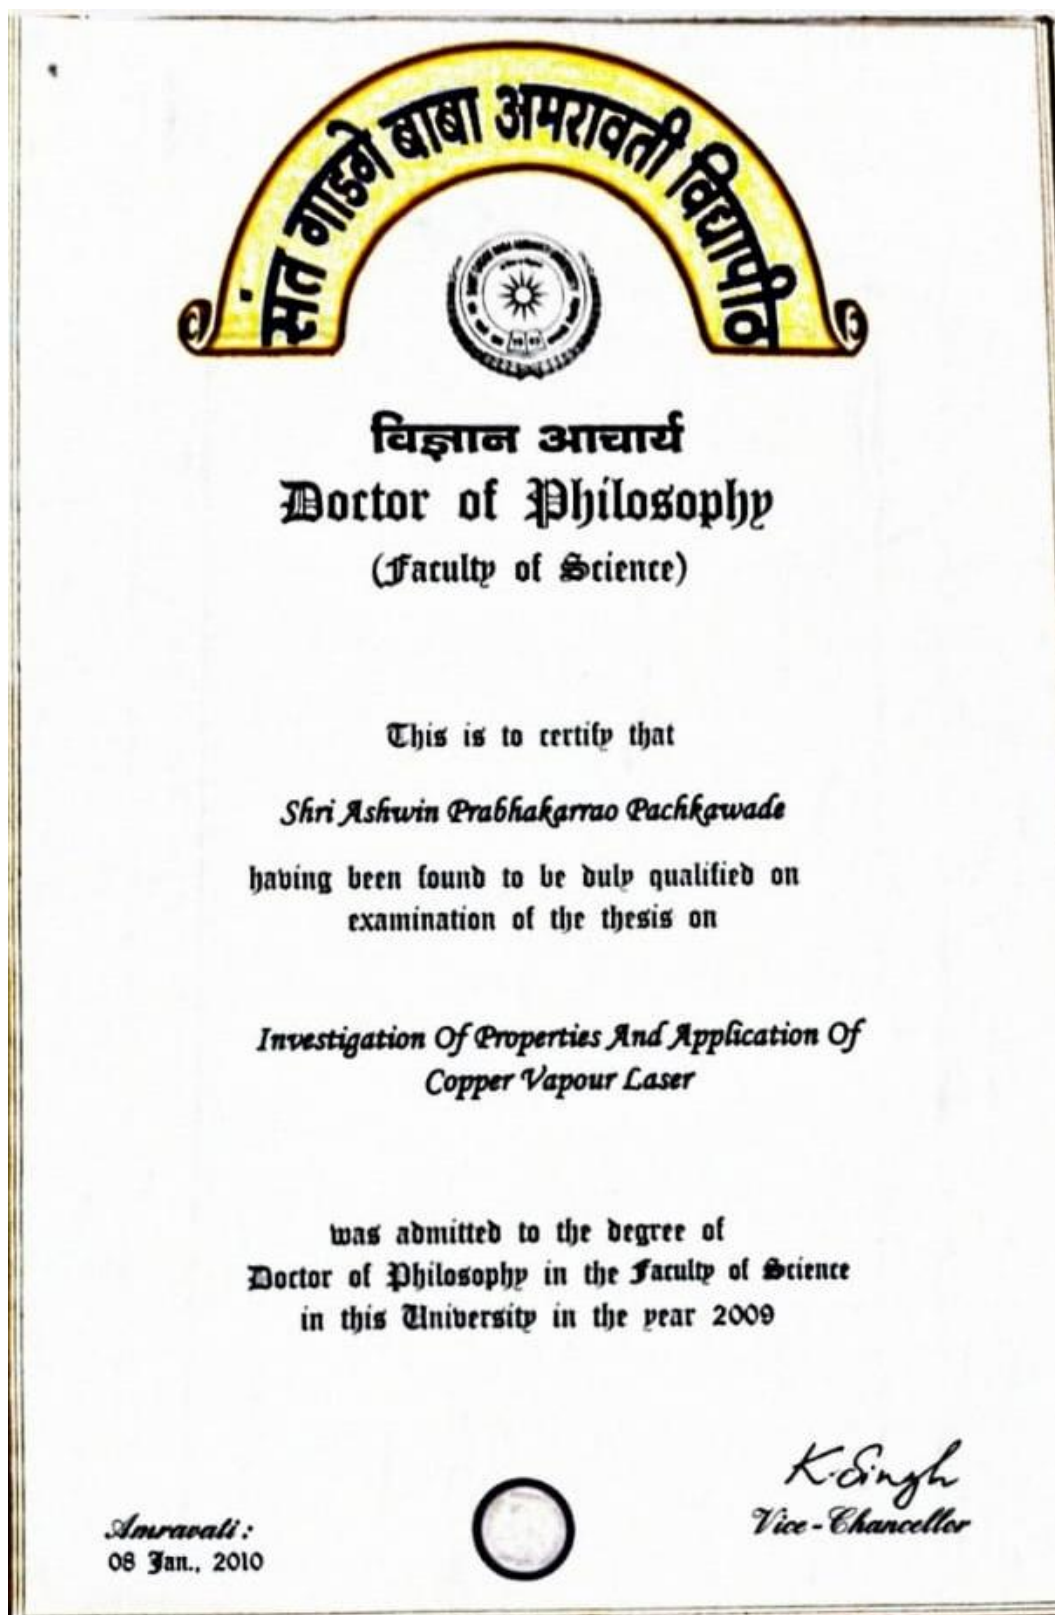 संत गाडगे बाबा अमरावती विद्यापीठ
विज्ञान आचार्य
Doctor of Philosophy
(Faculty of Science)
This is to certify that
Shri Ashwin Prabhakarrao Pachkawade
having been found to be duly qualified on
examination of the thesis on
Investigation Of Properties And Application Of
Copper Vapour Laser
was admitted to the degree of
Doctor of Philosophy in the Faculty of Science
in this University in the year 2009
K. Singh
Vice-Chancellor
Amravati :
08 Jan., 2010